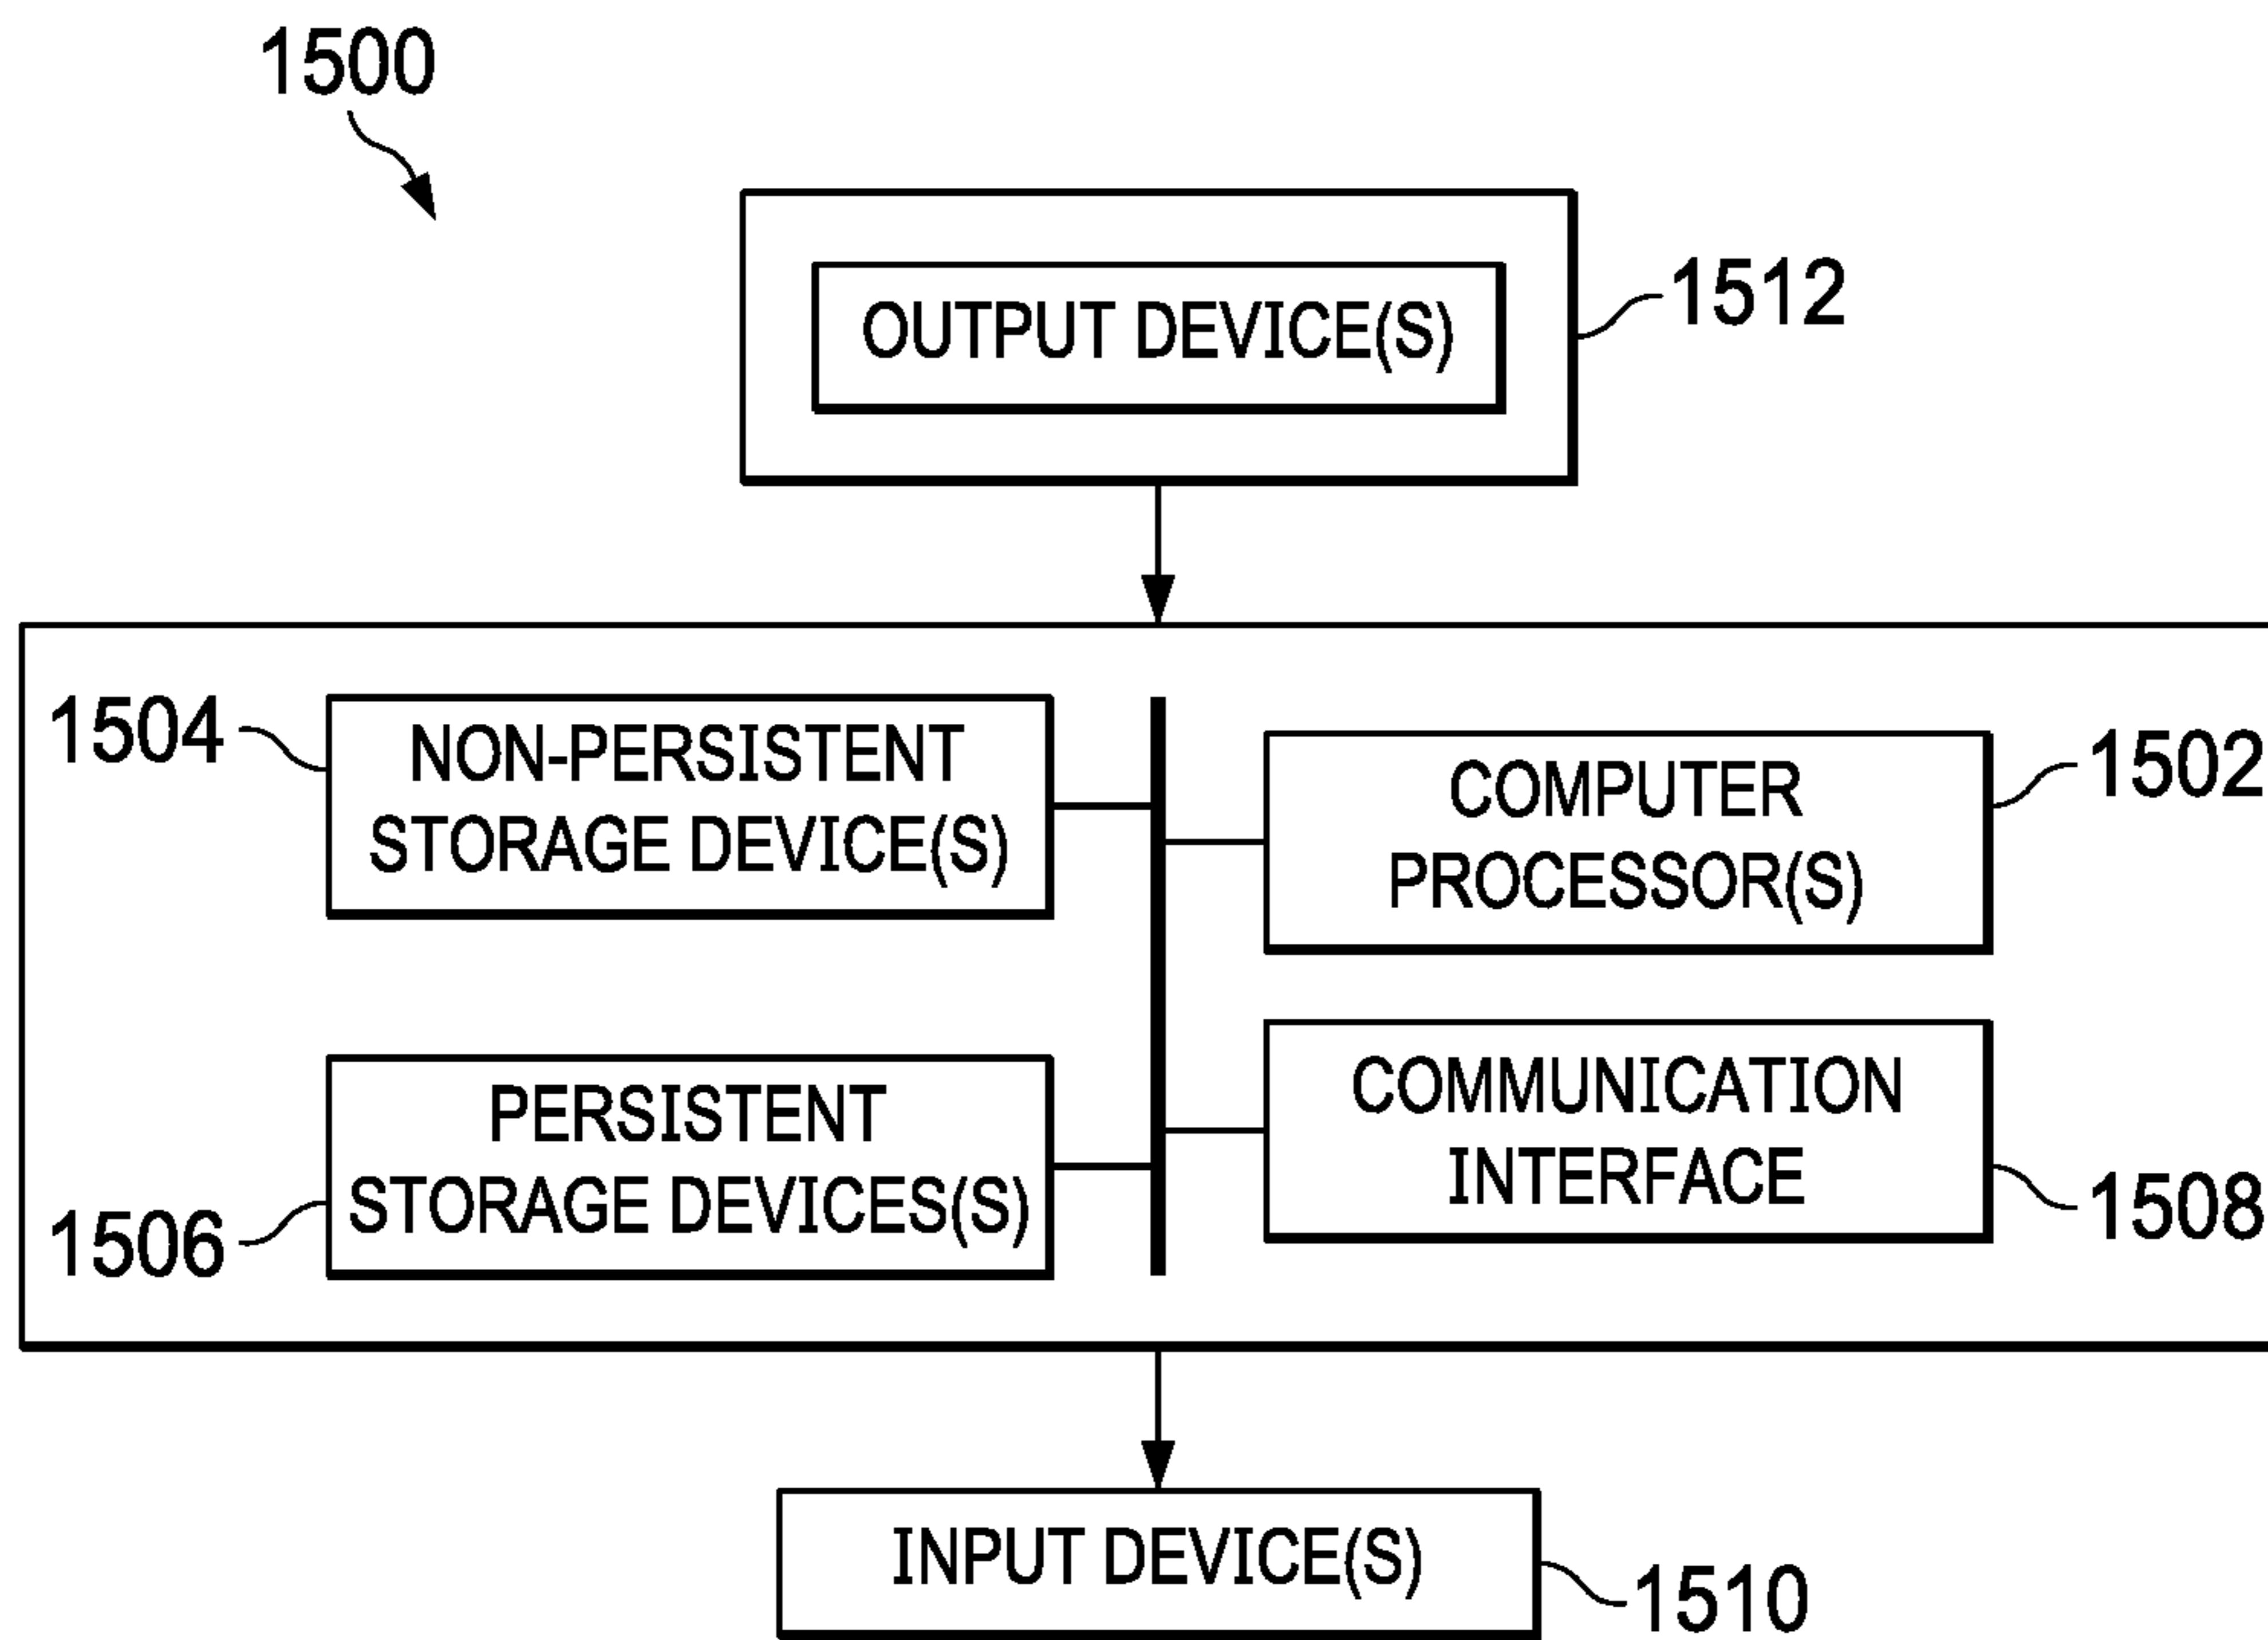 1500
OUTPUT DEVICE(S)
1512
1504
NON-PERSISTENT
STORAGE DEVICE(S)
COMPUTER
PROCESSOR(S)
1502
PERSISTENT
STORAGE DEVICES(S)
1506
COMMUNICATION
INTERFACE
1508
INPUT DEVICE(S)
1510